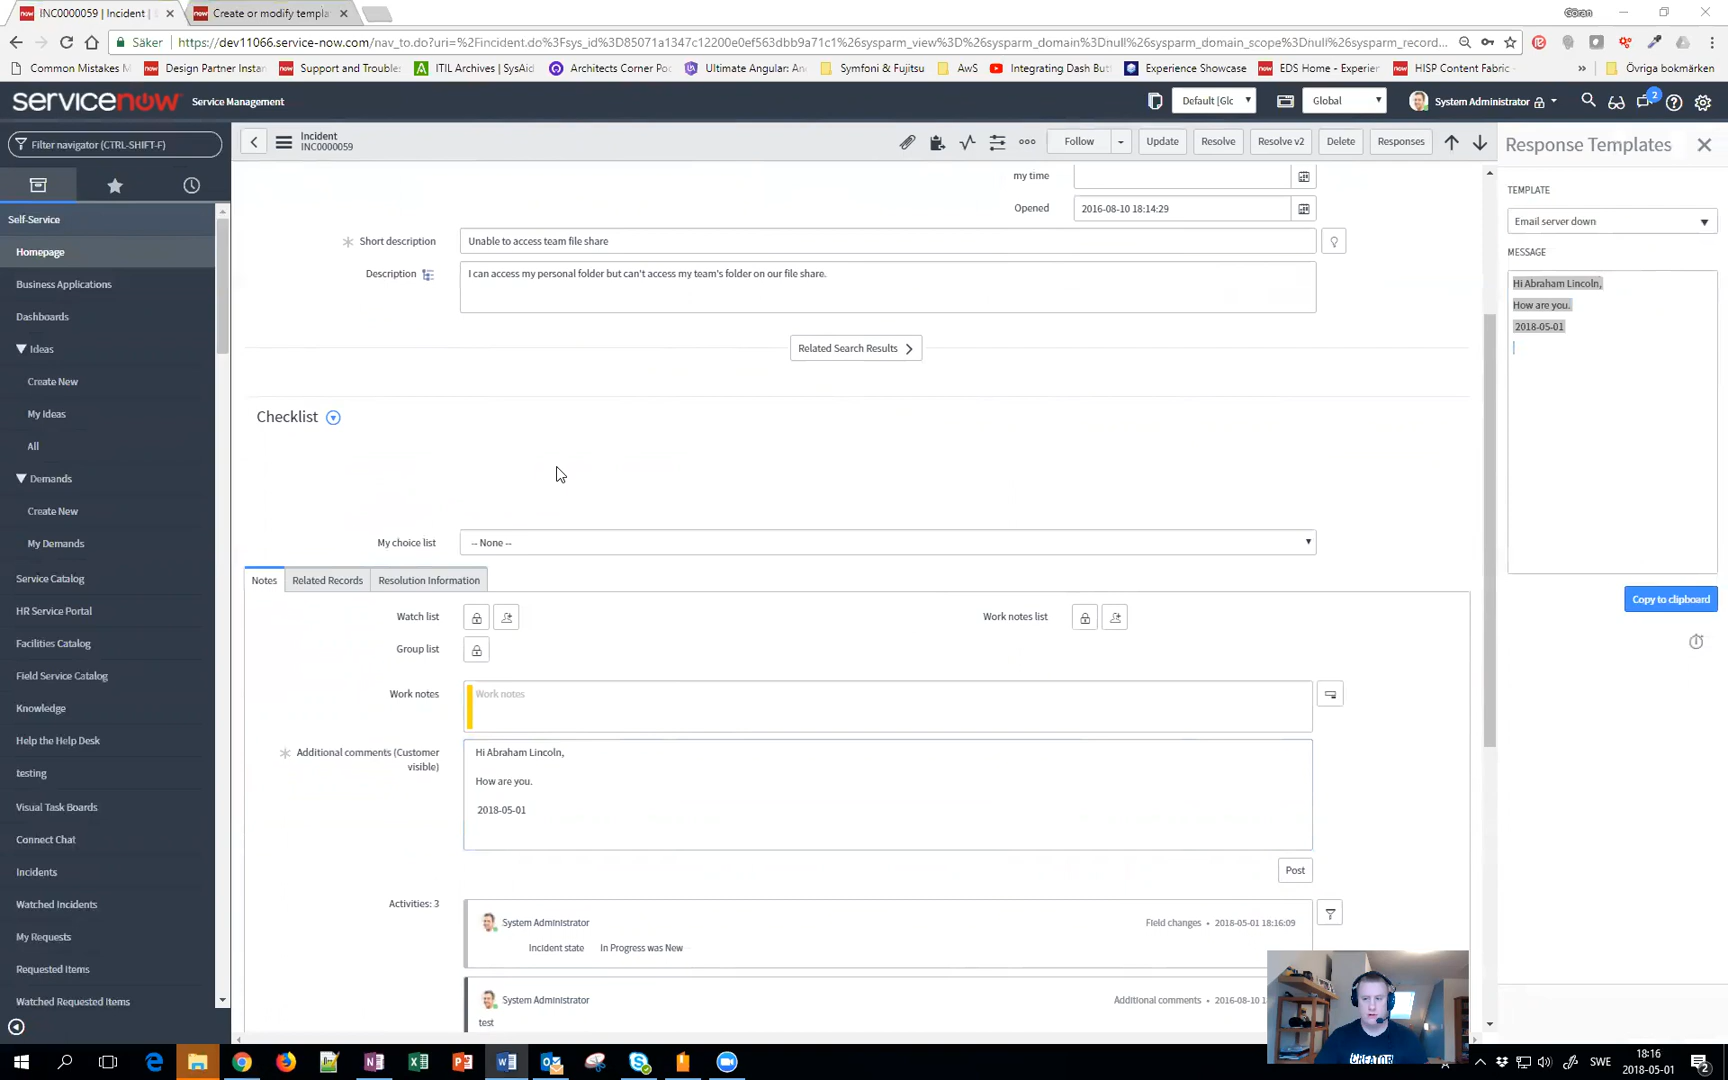 INC0000059 | Incident |
Create or modify templa
Göran
Säker
https://dev11066.service-now.com/nav_to.do?uri=%2Fincident.do%3Fsys_id%3D85071a1347c12200e0ef563dbb9a71c1%26sysparm_view%3D%26sysparm_domain%3Dnull%26sysparm_domain_scope%3Dnull%26sysparm_record...
Common Mistakes M
Design Partner Instan
Support and Trouble
ITIL Archives | SysAid
Architects Corner Poc
Ultimate Angular: An
Symfoni & Fujitsu
AwS
Integrating Dash Butt
Experience Showcase
EDS Home - Experien
HISP Content Fabric -
»
Övriga bokmärken
servicenow
Service Management
Default [Glc
Global
System Administrator
2
Filter navigator (CTRL-SHIFT-F)
Incident
INC0000059
Follow
Update
Resolve
Resolve v2
Delete
Responses
Response Templates
Self-Service
Homepage
Business Applications
Dashboards
Ideas
Create New
My Ideas
All
Demands
Create New
My Demands
Service Catalog
HR Service Portal
Facilities Catalog
Field Service Catalog
Knowledge
Help the Help Desk
testing
Visual Task Boards
Connect Chat
Incidents
Watched Incidents
My Requests
Requested Items
Watched Requested Items
my time
Opened
2016-08-10 18:14:29
Short description
Unable to access team file share
Description
I can access my personal folder but can't access my team's folder on our file share.
Related Search Results
Checklist
My choice list
-- None --
Notes
Related Records
Resolution Information
Watch list
Work notes list
Group list
Work notes
Work notes
Additional comments (Customer
visible)
Hi Abraham Lincoln,
How are you.
2018-05-01
Post
Activities: 3
System Administrator
Field changes • 2018-05-01 18:16:09
Incident state
In Progress was New
System Administrator
Additional comments • 2016-08-10 18
test
TEMPLATE
Email server down
MESSAGE
Hi Abraham Lincoln,
How are you.
2018-05-01
Copy to clipboard
CREATOR
SWE
18:16
2018-05-01
2